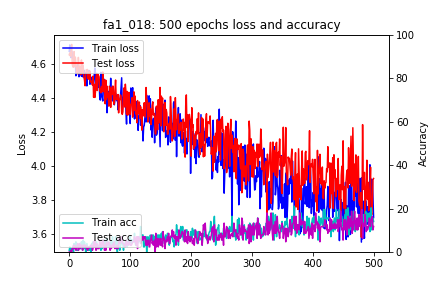 fa1_018: 500 epochs loss and accuracy
Train loss
Test loss
Train acc
Test acc
Loss
Accuracy
4.6
4.4
4.2
4.0
3.8
3.6
100
80
60
40
20
0
0 100 200 300 400 500